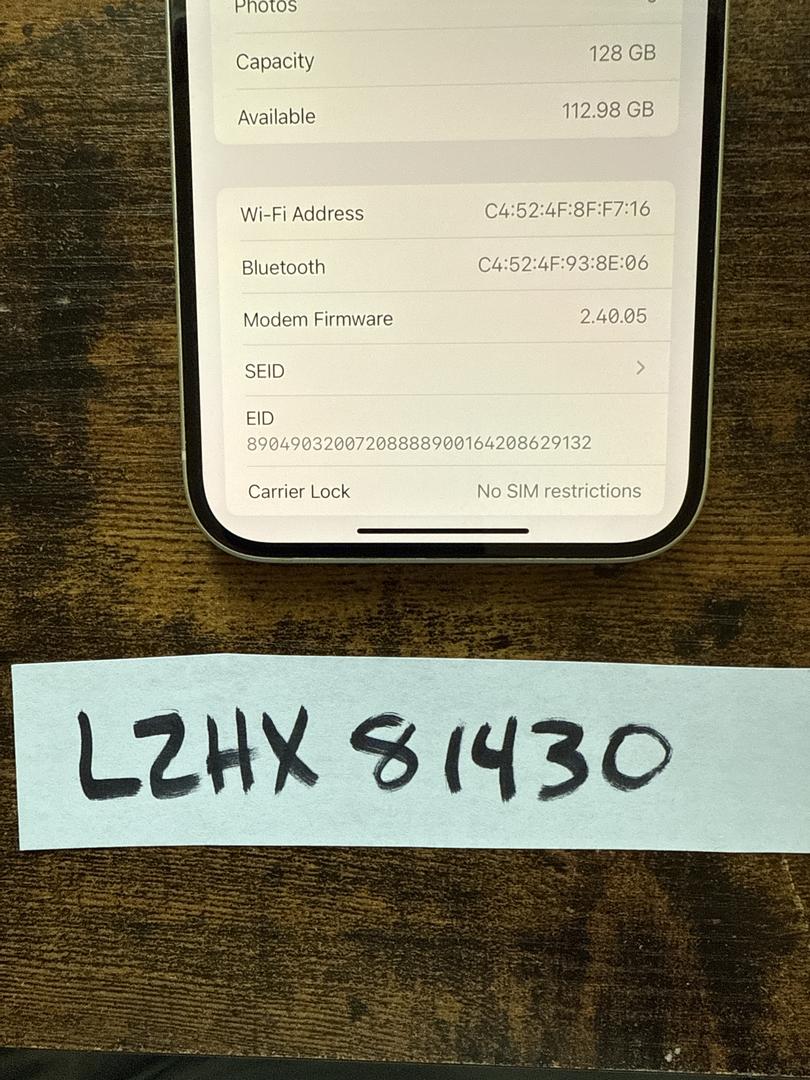 Photos
Capacity 128 GB
Available 112.98 GB
Wi-Fi Address C4:52:4F:8F:F7:16
Bluetooth C4:52:4F:93:8E:06
Modem Firmware 2.40.05
SEID
EID
89049032007208888900164208629132
Carrier Lock No SIM restrictions
LZHX 81430